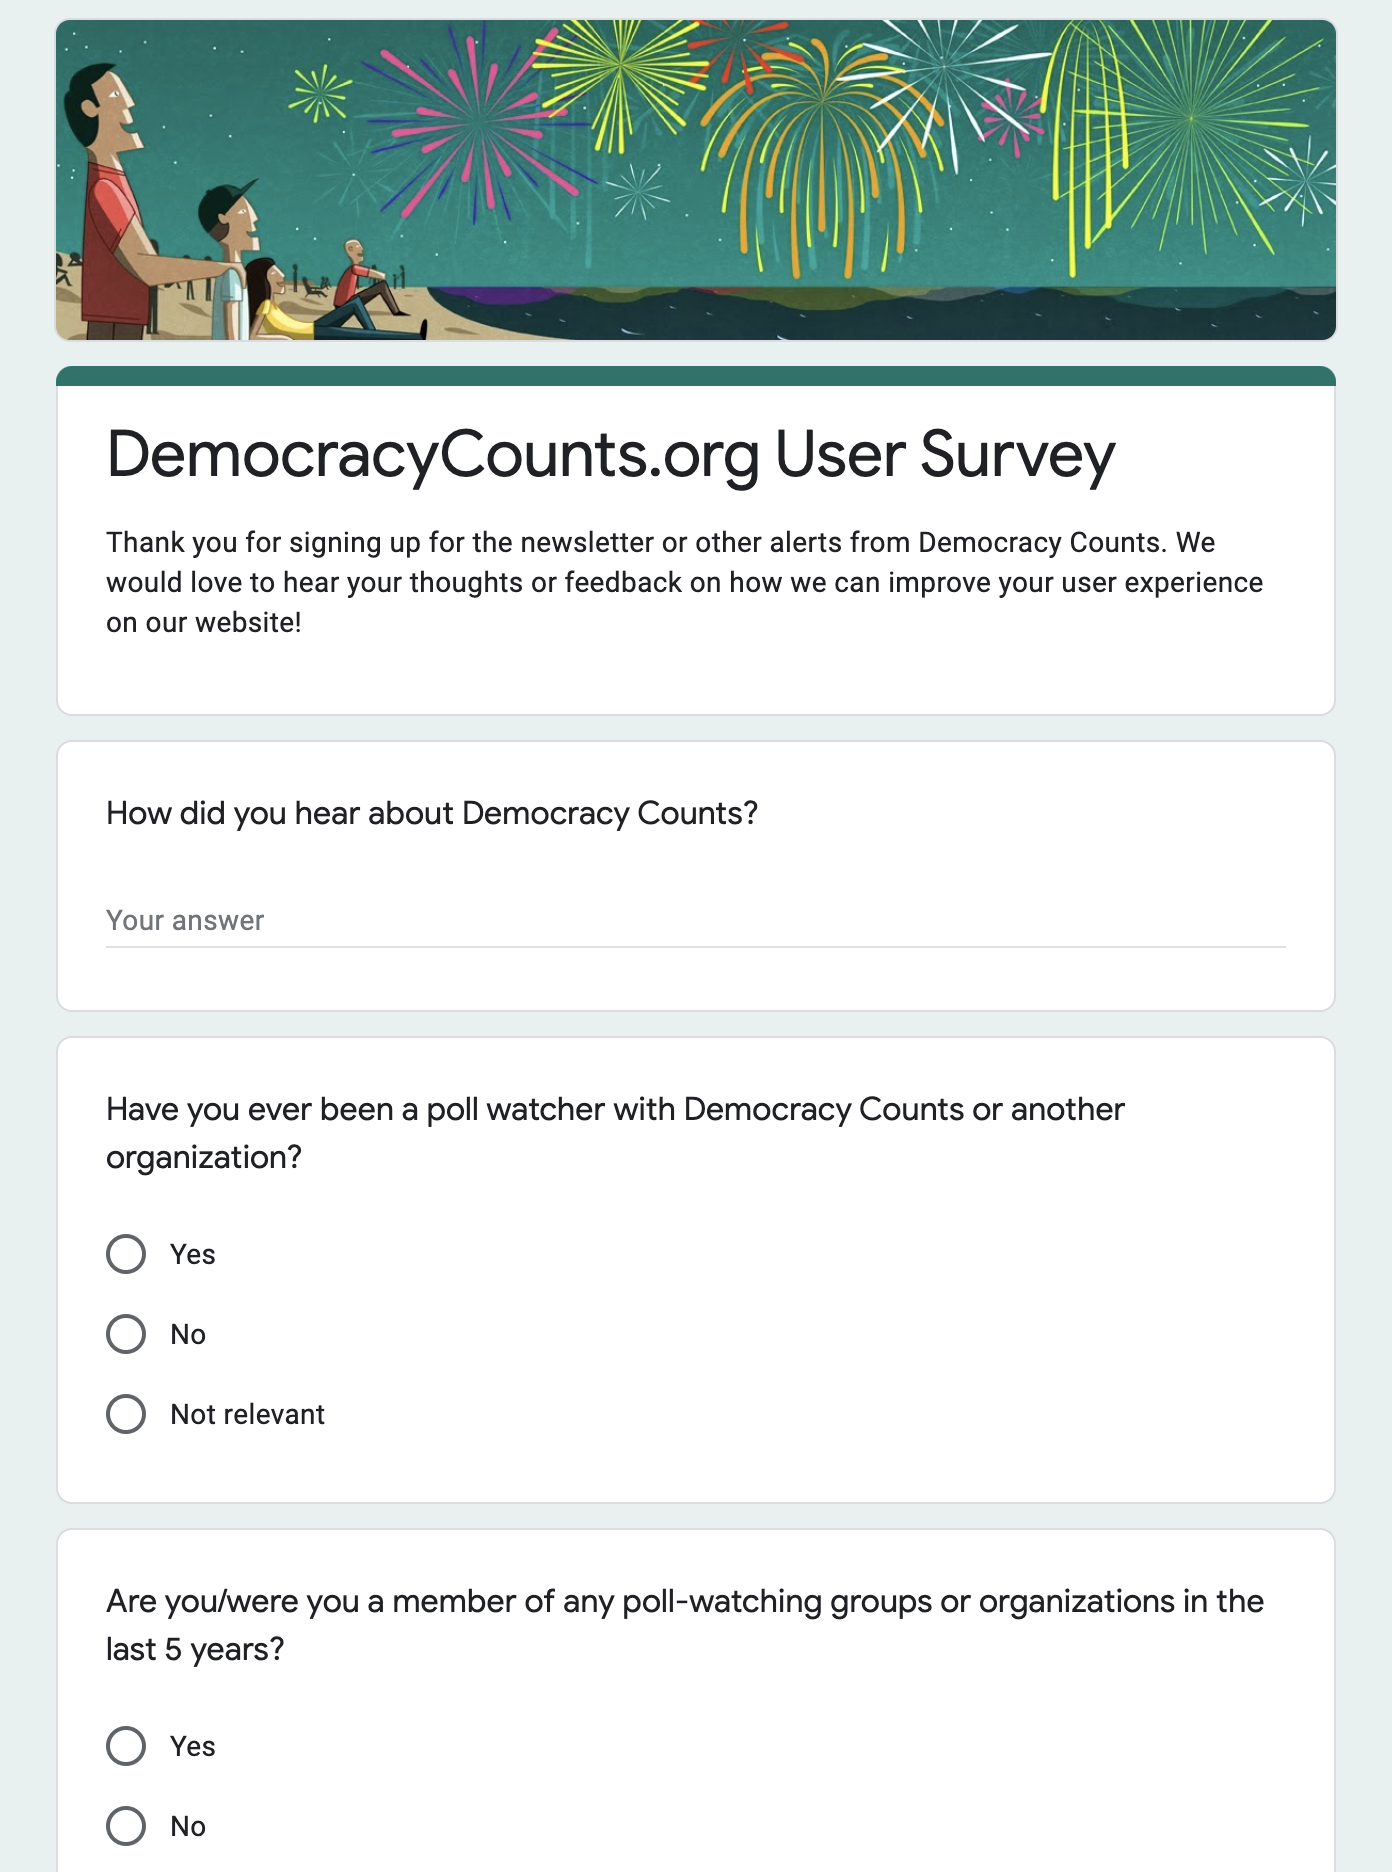 DemocracyCounts.org User Survey
Thank you for signing up for the newsletter or other alerts from Democracy Counts. We
would love to hear your thoughts or feedback on how we can improve your user experience
on our website!
How did you hear about Democracy Counts?
Your answer
Have you ever been a poll watcher with Democracy Counts or another
organization?
Yes
No
Not relevant
Are you/were you a member of any poll-watching groups or organizations in the
last 5 years?
Yes
No